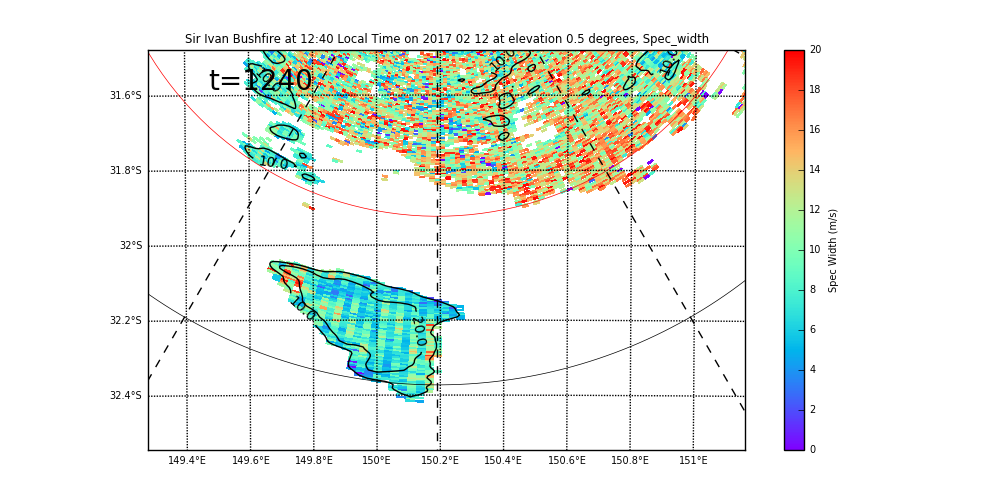 Sir Ivan Bushfire at 12:40 Local Time on 2017 02 12 at elevation 0.5 degrees, Spec_width
t=1240
31.6°S
31.8°S
32°S
32.2°S
32.4°S
149.4°E 149.6°E 149.8°E 150°E 150.2°E 150.4°E 150.6°E 150.8°E 151°E
10.0
10.0
20.0
20
18
16
14
12
10
8
6
4
2
0
Spec Width (m/s)